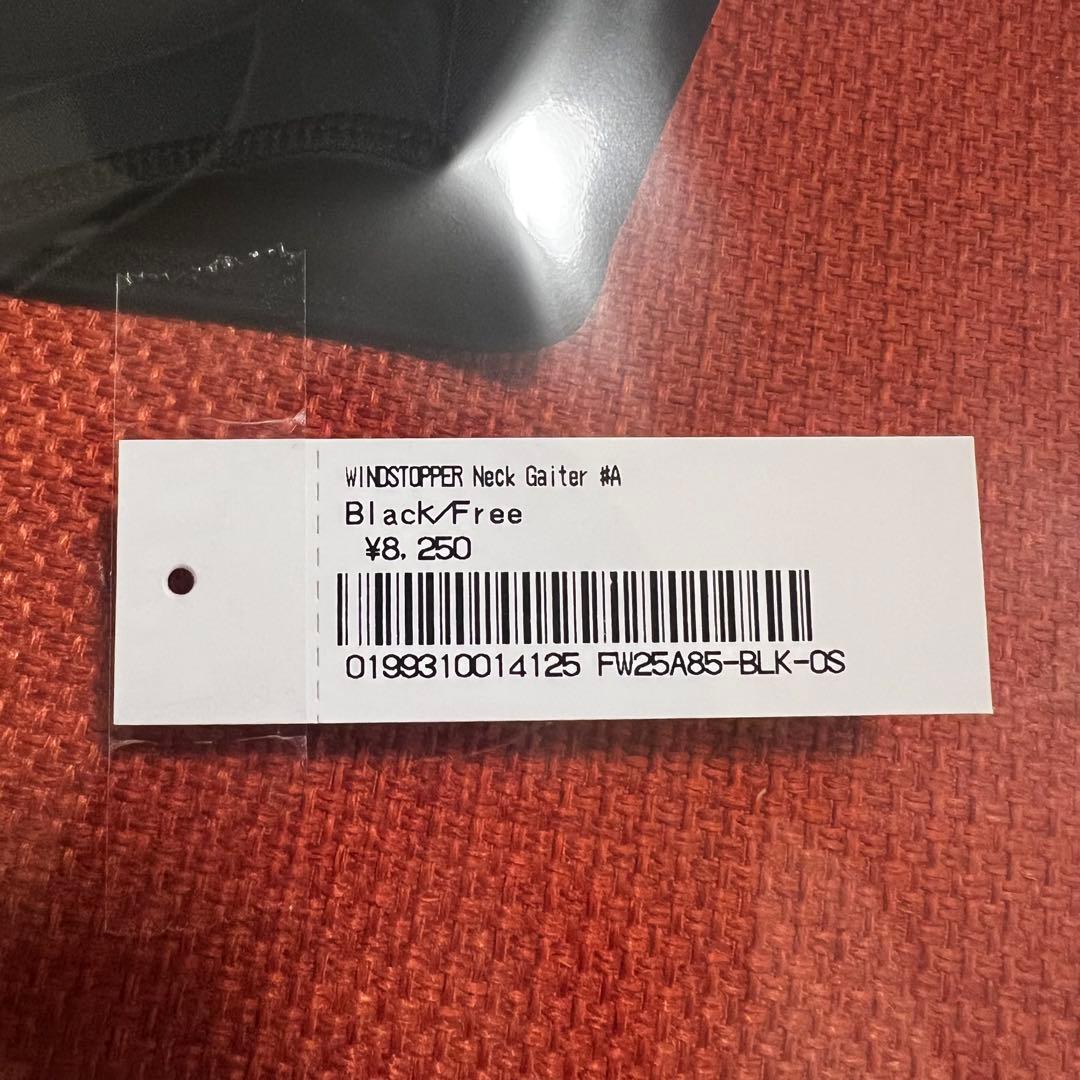 WINDSTOPPER Neck Gaiter #A
Black/Free
¥8,250
0199310014125 FW25A85-BLK-OS